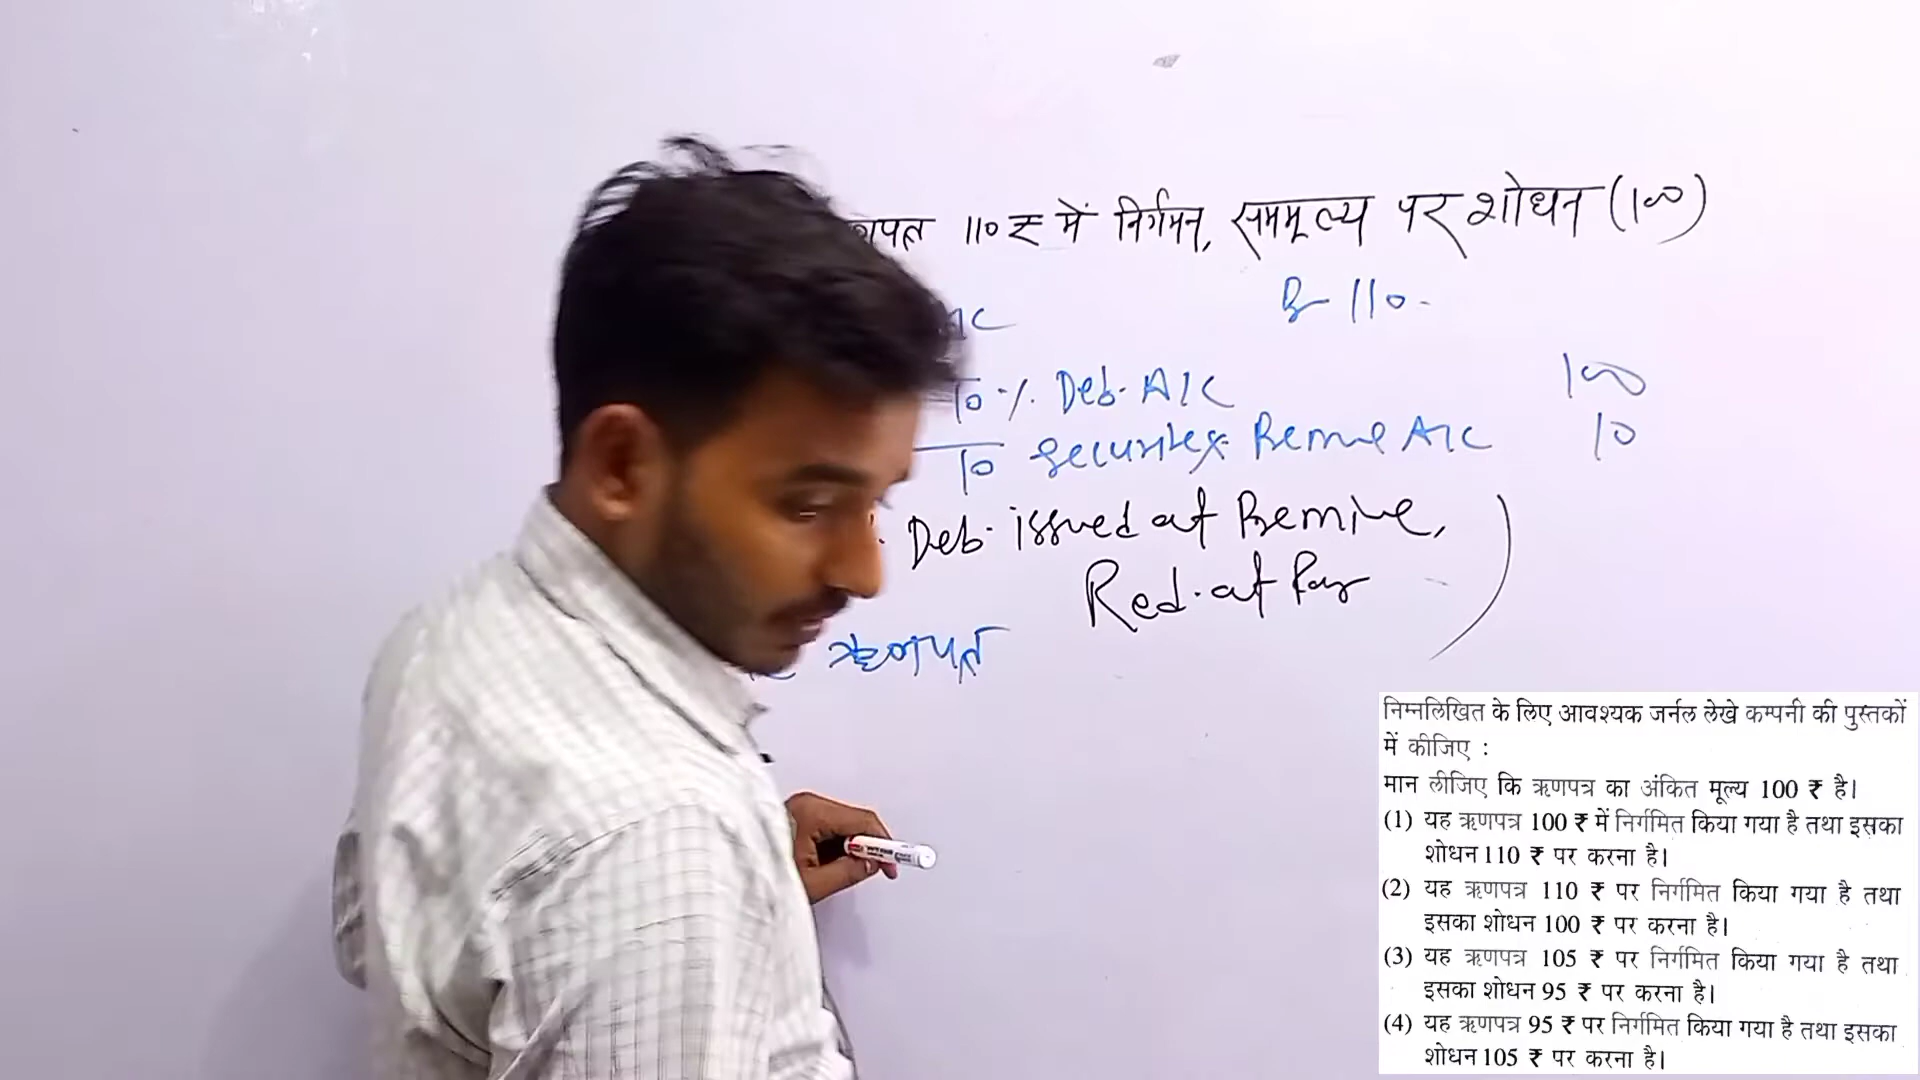 110 ₹ में निर्गमन, सममूल्य पर शोधन (100)
110
To % Deb. A/C 100
To Securities A/C 10
Deb. issued at
Red. at Par
ऋणपत्र
निम्नलिखित के लिए आवश्यक जर्नल लेखे कम्पनी की पुस्तकों
में कीजिए :
मान लीजिए कि ऋणपत्र का अंकित मूल्य 100 ₹ है।
(1) यह ऋणपत्र 100 ₹ में निर्गमित किया गया है तथा इसका
शोधन 110 ₹ पर करना है।
(2) यह ऋणपत्र 110 ₹ पर निर्गमित किया गया है तथा
इसका शोधन 100 ₹ पर करना है।
(3) यह ऋणपत्र 105 ₹ पर निर्गमित किया गया है तथा
इसका शोधन 95 ₹ पर करना है।
(4) यह ऋणपत्र 95 ₹ पर निर्गमित किया गया है तथा इसका
शोधन 105 ₹ पर करना है।